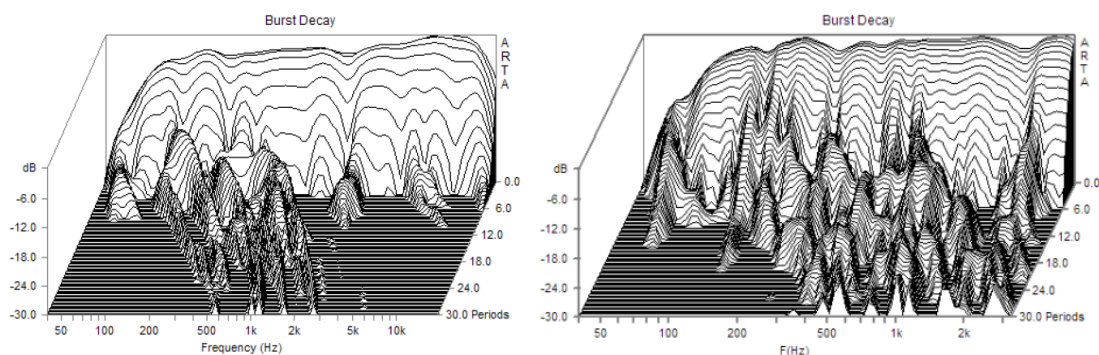 Burst Decay
A
R
T
A
dB
-6.0
-12.0
-18.0
-24.0
-30.0
0.0
6.0
12.0
18.0
24.0
30.0 Periods
50 100 200 500 1k 2k 5k 10k
Frequency (Hz)
Burst Decay
A
R
T
A
dB
-6.0
-12.0
-18.0
-24.0
-30.0
0.0
6.0
12.0
18.0
24.0
30.0 Periods
50 100 200 500 1k 2k
F(Hz)